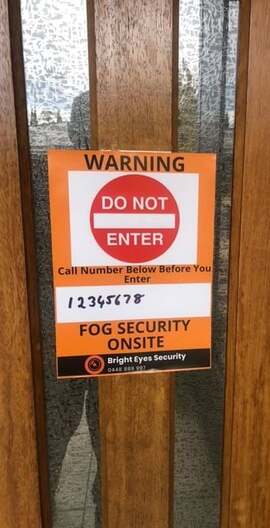 WARNING
DO NOT
ENTER
Call Number Below Before You
Enter
12345678
FOG SECURITY
ONSITE
Bright Eyes Security